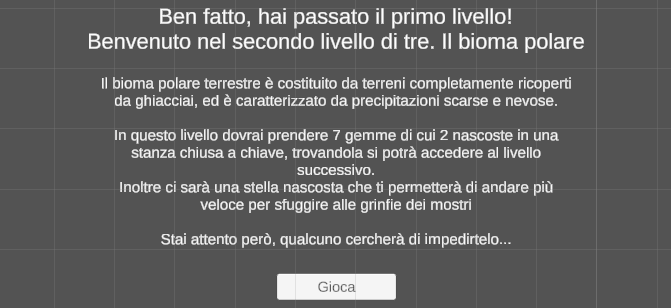 Ben fatto, hai passato il primo livello!
Benvenuto nel secondo livello di tre. Il bioma polare
Il bioma polare terrestre è costituito da terreni completamente ricoperti
da ghiacciai, ed è caratterizzato da precipitazioni scarse e nevose.
In questo livello dovrai prendere 7 gemme di cui 2 nascoste in una
stanza chiusa a chiave, trovandola si potrà accedere al livello
successivo.
Inoltre ci sarà una stella nascosta che ti permetterà di andare più
veloce per sfuggire alle grinfie dei mostri
Stai attento però, qualcuno cercherà di impedirtelo...
Gioca